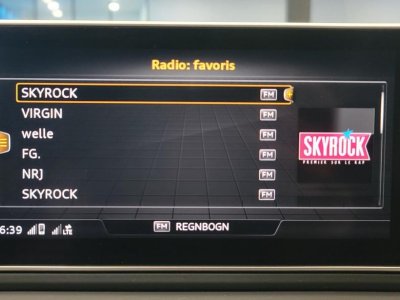 Radio: favoris
SKYROCK FM
VIRGIN FM
welle FM
FG. FM
NRJ FM
SKYROCK FM
SKYROCK
PREMIER SUR LE RAP
6:39 LTE
FM REGNBOGN